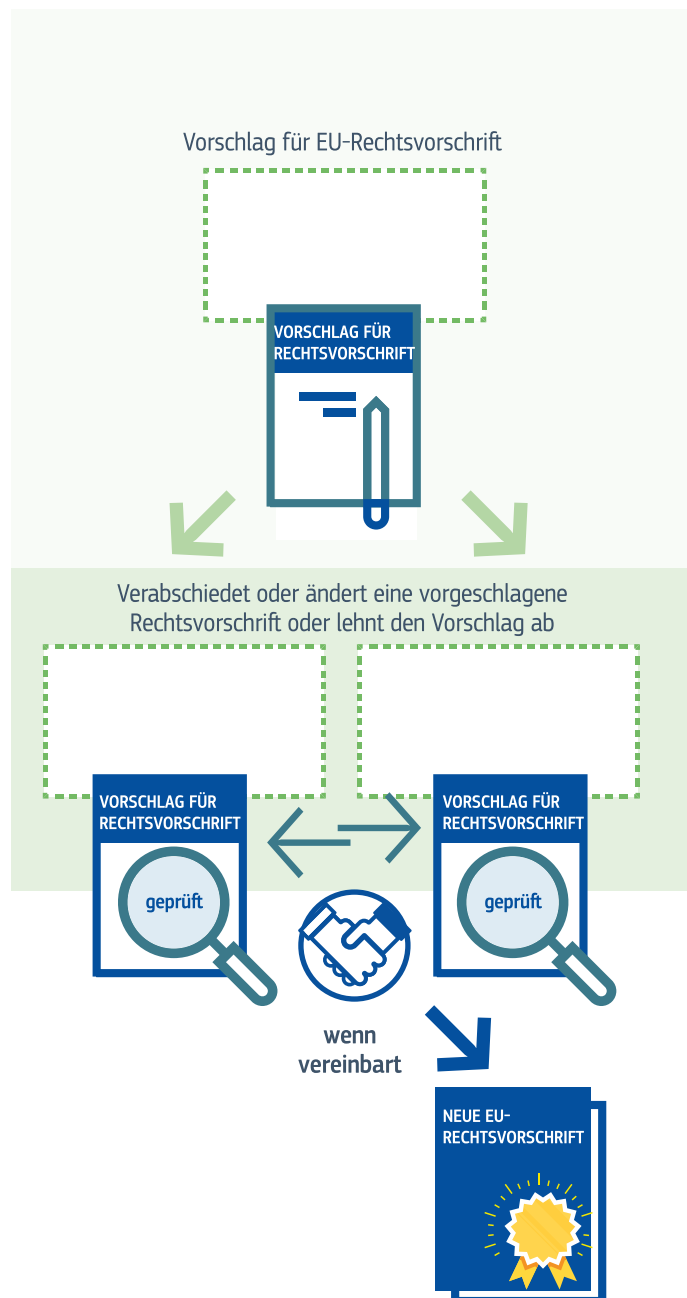 Vorschlag für EU-Rechtsvorschrift
VORSCHLAG FÜR
RECHTSVORSCHRIFT
Verabschiedet oder ändert eine vorgeschlagene
Rechtsvorschrift oder lehnt den Vorschlag ab
VORSCHLAG FÜR
RECHTSVORSCHRIFT
geprüft
VORSCHLAG FÜR
RECHTSVORSCHRIFT
geprüft
wenn
vereinbart
NEUE EU-
RECHTSVORSCHRIFT